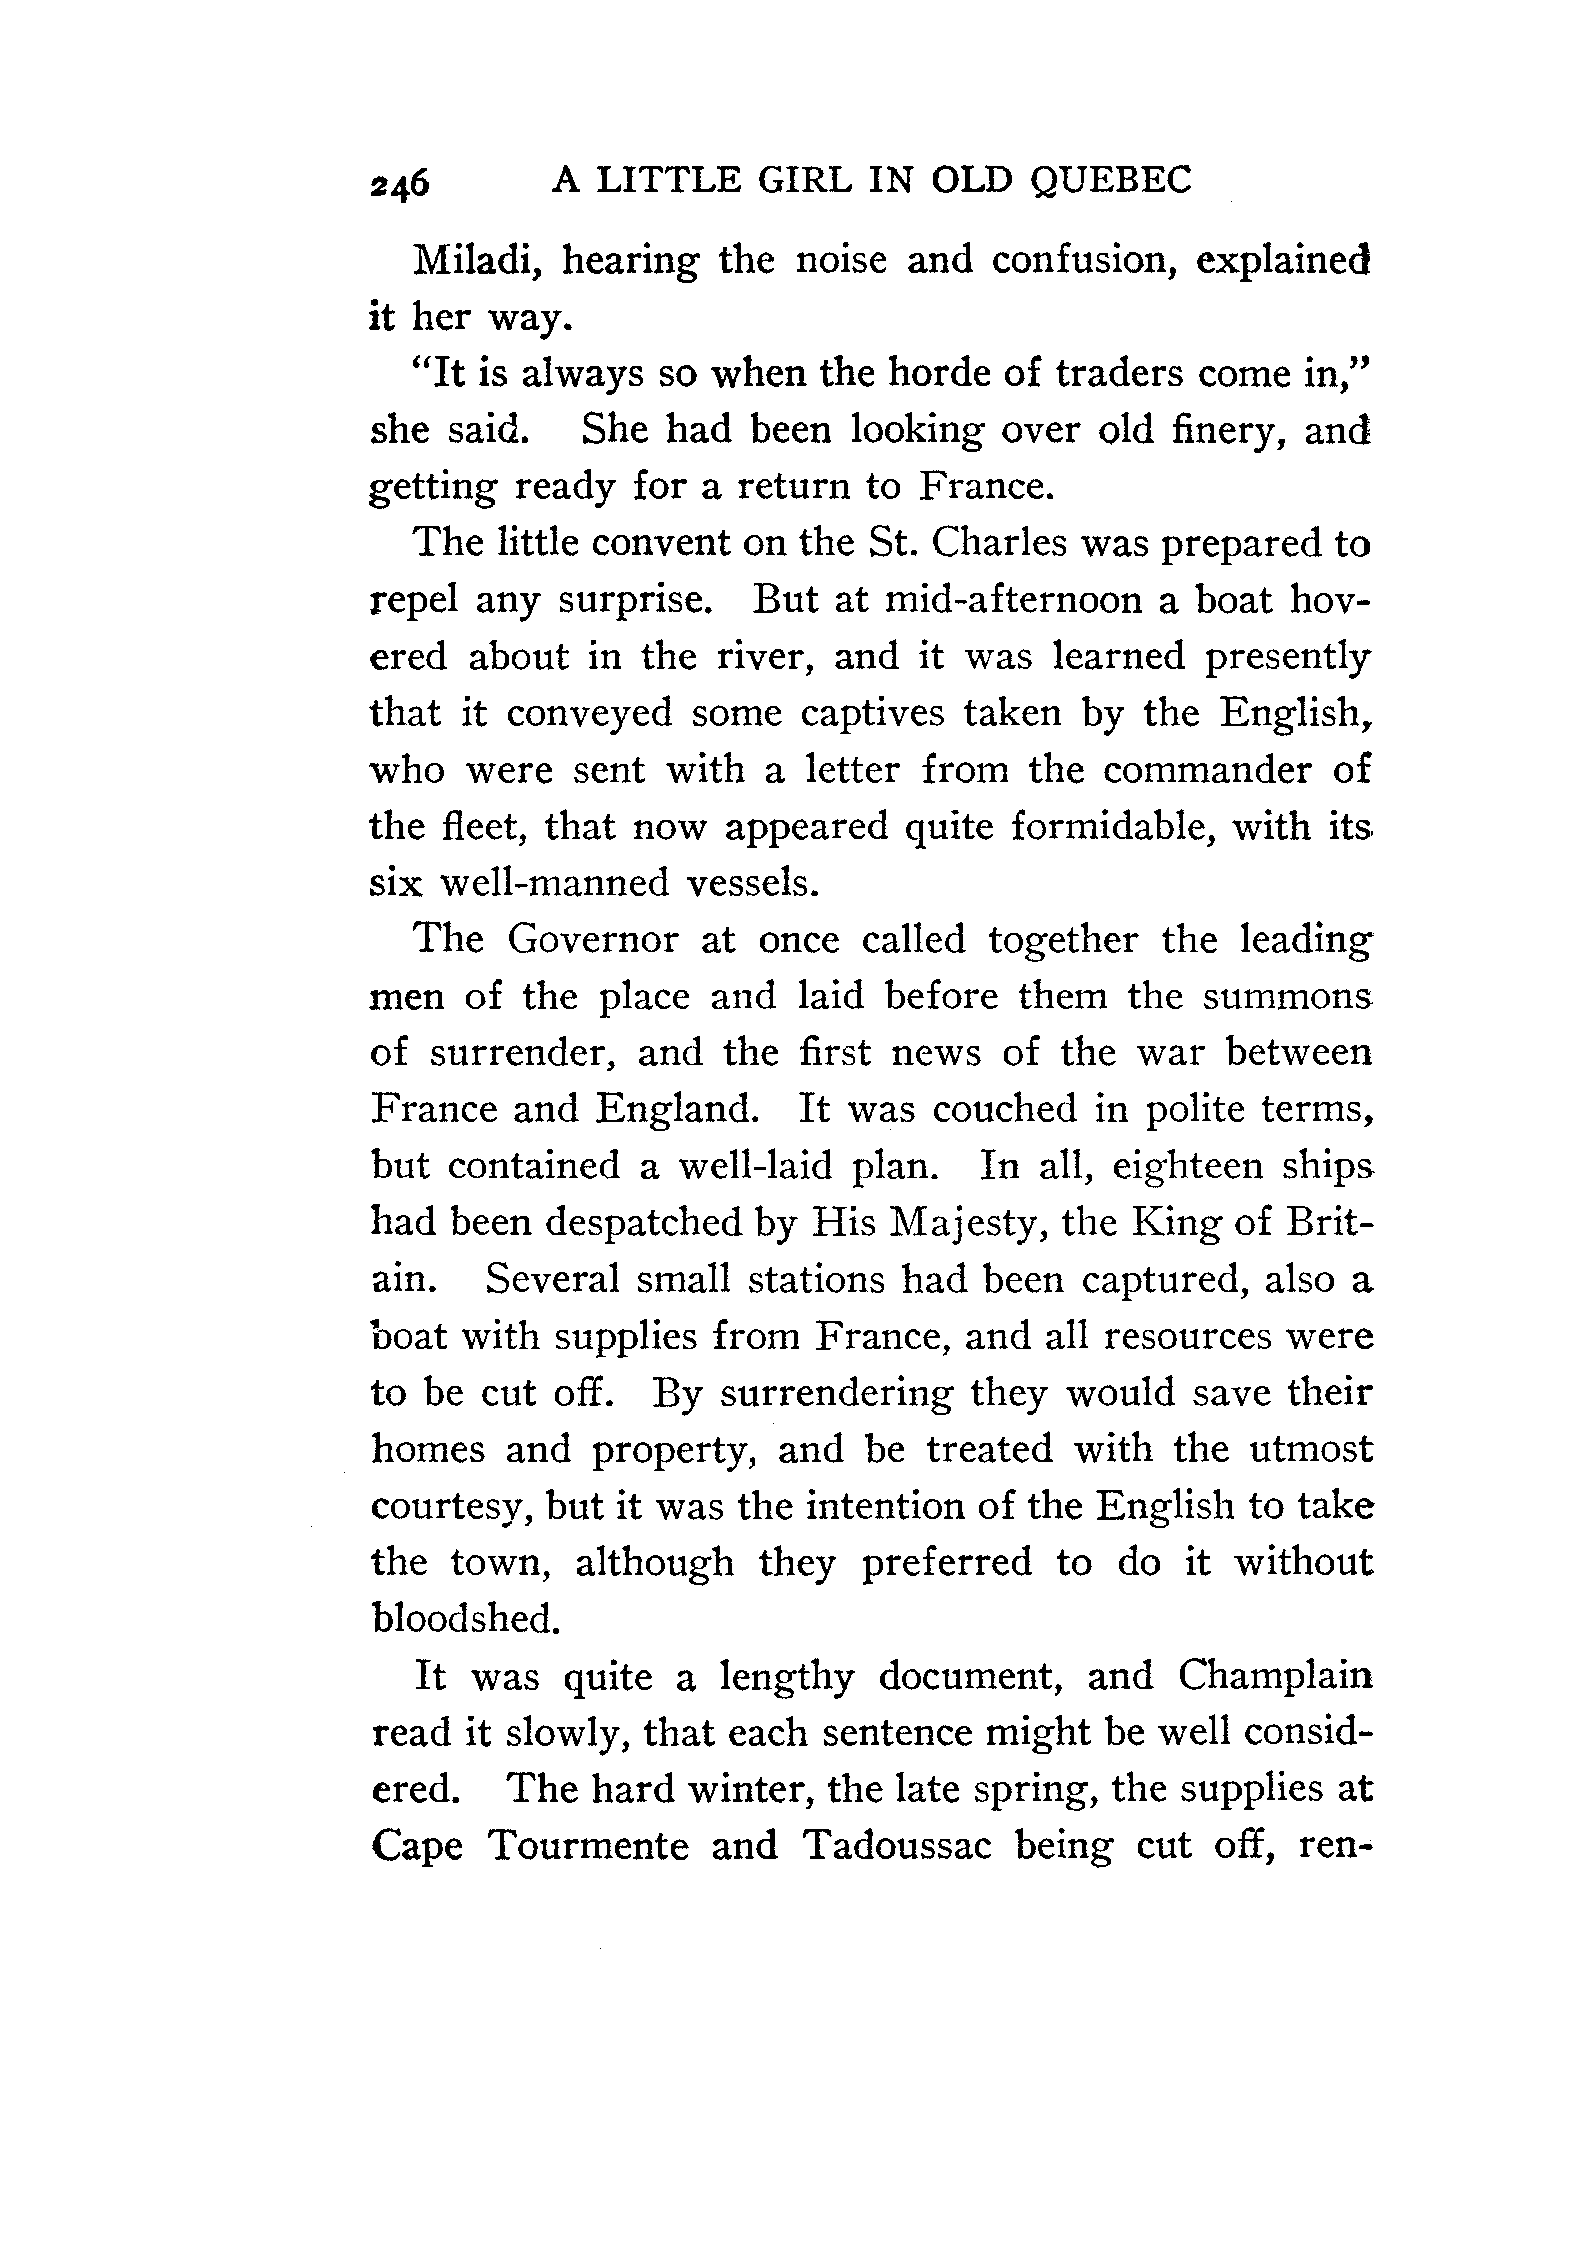 246 A LITTLE GIRL IN OLD QUEBEC
Miladi, hearing the noise and confusion, explained
it her way.
"It is always so when the horde of traders come in,"
she said. She had been looking over old finery, and
getting ready for a return to France.
The little convent on the St. Charles was prepared to
repel any surprise. But at mid-afternoon a boat hov-
ered about in the river, and it was learned presently
that it conveyed some captives taken by the English,
who were sent with a letter from the commander of
the fleet, that now appeared quite formidable, with its
six well-manned vessels.
The Governor at once called together the leading
men of the place and laid before them the summons
of surrender, and the first news of the war between
France and England. It was couched in polite terms,
but contained a well-laid plan. In all, eighteen ships
had been despatched by His Majesty, the King of Brit-
ain. Several small stations had been captured, also a
boat with supplies from France, and all resources were
to be cut off. By surrendering they would save their
homes and property, and be treated with the utmost
courtesy, but it was the intention of the English to take
the town, although they preferred to do it without
bloodshed.
It was quite a lengthy document, and Champlain
read it slowly, that each sentence might be well consid-
ered. The hard winter, the late spring, the supplies at
Cape Tourmente and Tadoussac being cut off, ren-